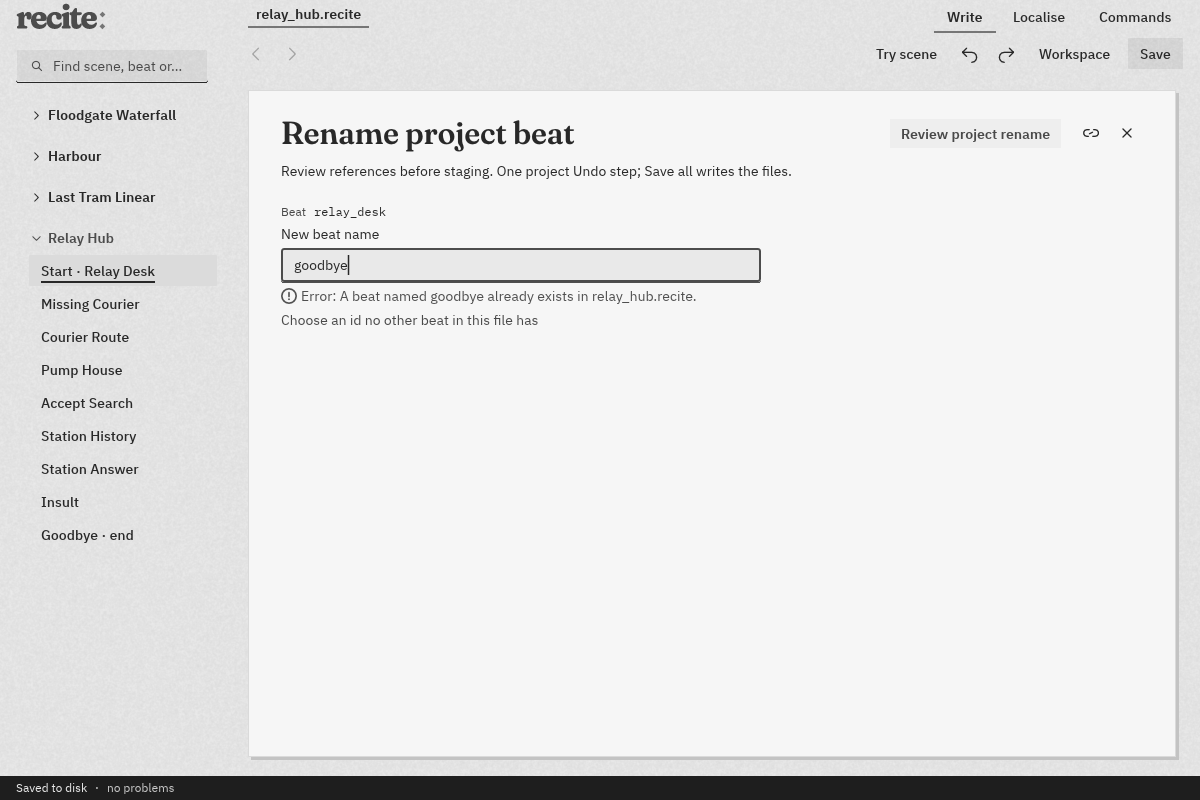 recite:
relay_hub.recite
Write
Localise
Commands
Find scene, beat or...
Try scene
Workspace
Save
Floodgate Waterfall
Harbour
Last Tram Linear
Relay Hub
Start · Relay Desk
Missing Courier
Courier Route
Pump House
Accept Search
Station History
Station Answer
Insult
Goodbye · end
Rename project beat
Review project rename
Review references before staging. One project Undo step; Save all writes the files.
Beat relay_desk
New beat name
goodbye
Error: A beat named goodbye already exists in relay_hub.recite.
Choose an id no other beat in this file has
Saved to disk · no problems